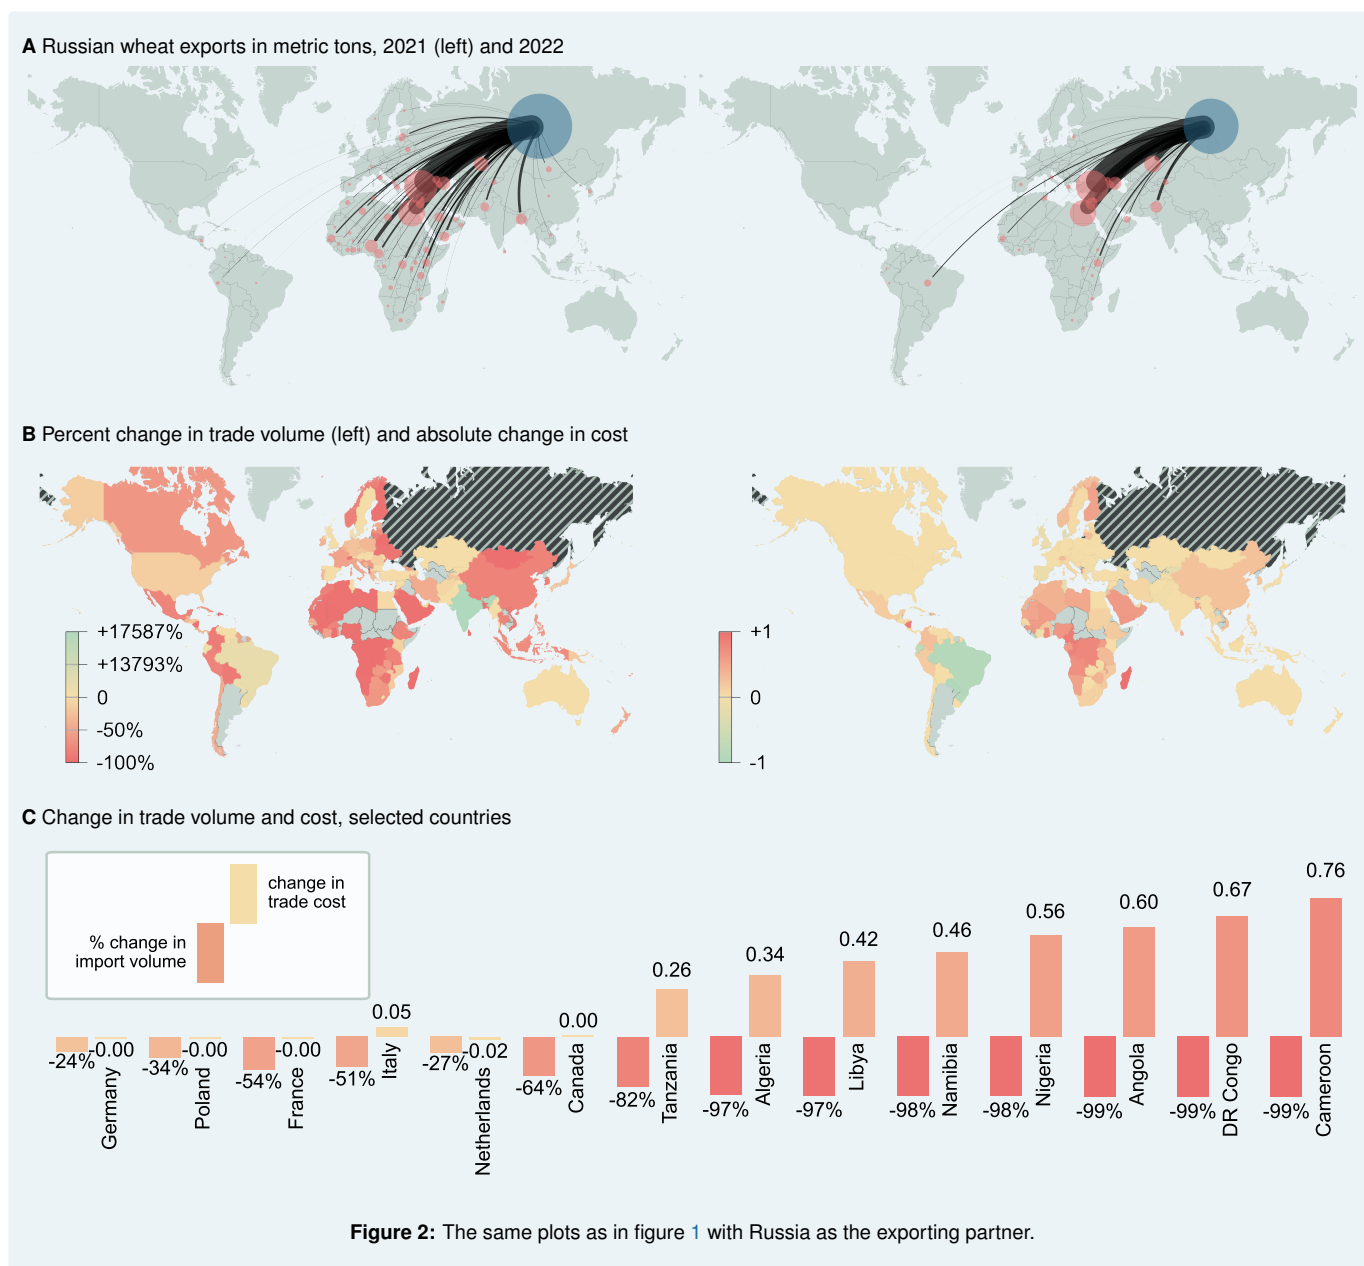 A Russian wheat exports in metric tons, 2021 (left) and 2022
B Percent change in trade volume (left) and absolute change in cost
+17587%
+13793%
0
-50%
-100%
+1
0
-1
C Change in trade volume and cost, selected countries
change in
trade cost
% change in
import volume
-24%
-0.00
Germany
-34%
-0.00
Poland
-54%
-0.00
France
-51%
0.05
Italy
-27%
-0.02
Netherlands
-64%
0.00
Canada
-82%
0.26
Tanzania
-97%
0.34
Algeria
-97%
0.42
Libya
-98%
0.46
Namibia
-98%
0.56
Nigeria
-99%
0.60
Angola
-99%
0.67
DR Congo
-99%
0.76
Cameroon
Figure 2: The same plots as in figure 1 with Russia as the exporting partner.